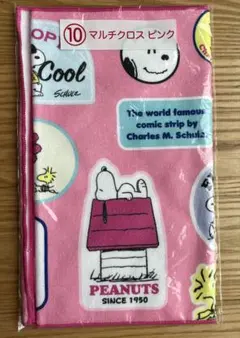 ⑩ マルチクロス ピンク
OP
Cool
The world famous
comic strip by
Charles M. Schulz
PEANUTS
SINCE 1950